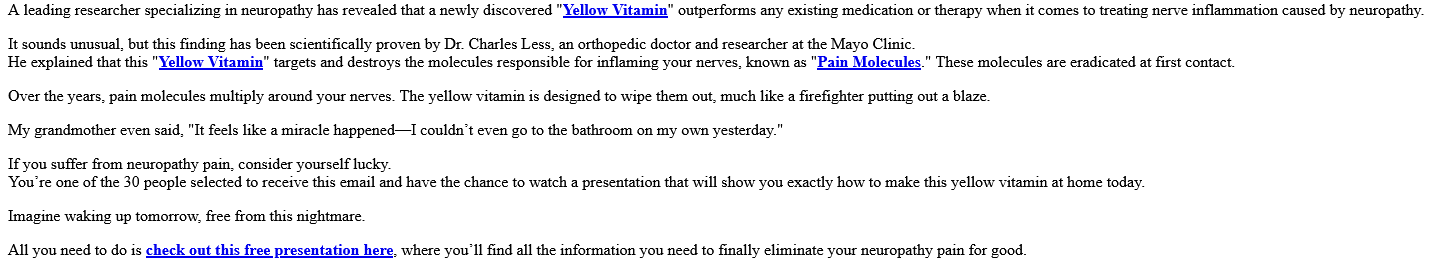 A leading researcher specializing in neuropathy has revealed that a newly discovered "Yellow Vitamin" outperforms any existing medication or therapy when it comes to treating nerve inflammation caused by neuropathy.
It sounds unusual, but this finding has been scientifically proven by Dr. Charles Less, an orthopedic doctor and researcher at the Mayo Clinic.
He explained that this "Yellow Vitamin" targets and destroys the molecules responsible for inflaming your nerves, known as "Pain Molecules." These molecules are eradicated at first contact.
Over the years, pain molecules multiply around your nerves. The yellow vitamin is designed to wipe them out, much like a firefighter putting out a blaze.
My grandmother even said, "It feels like a miracle happened—I couldn’t even go to the bathroom on my own yesterday."
If you suffer from neuropathy pain, consider yourself lucky.
You’re one of the 30 people selected to receive this email and have the chance to watch a presentation that will show you exactly how to make this yellow vitamin at home today.
Imagine waking up tomorrow, free from this nightmare.
All you need to do is check out this free presentation here, where you’ll find all the information you need to finally eliminate your neuropathy pain for good.